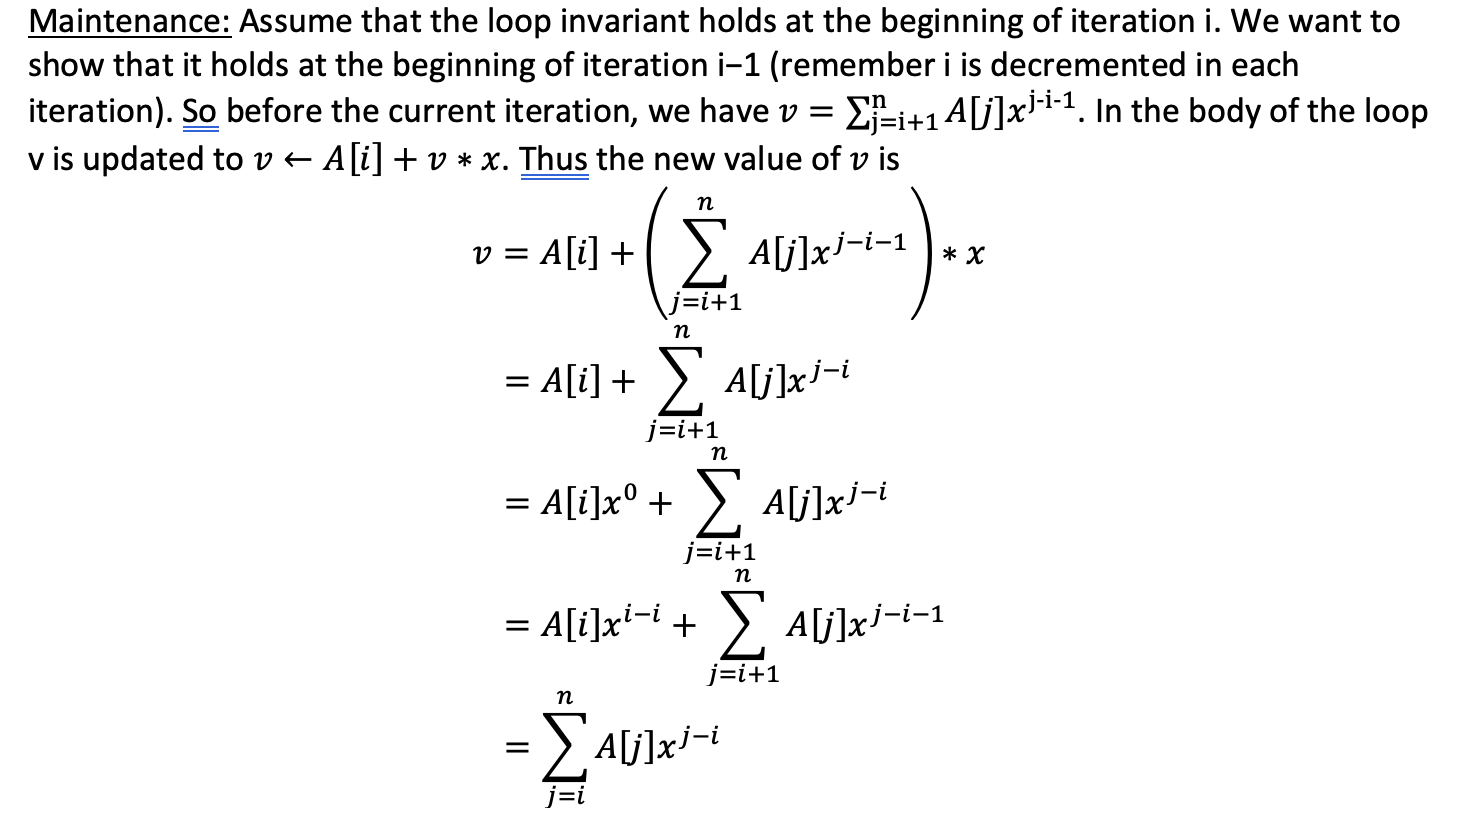 Maintenance: Assume that the loop invariant holds at the beginning of iteration i. We want to
show that it holds at the beginning of iteration i−1 (remember i is decremented in each
iteration). So before the current iteration, we have $v = \sum_{j=i+1}^{n} A[j]x^{j-i-1}$. In the body of the loop
v is updated to $v \leftarrow A[i] + v * x$. Thus the new value of $v$ is
$v = A[i] + \left( \sum_{j=i+1}^{n} A[j]x^{j-i-1} \right) * x$
$= A[i] + \sum_{j=i+1}^{n} A[j]x^{j-i}$
$= A[i]x^{0} + \sum_{j=i+1}^{n} A[j]x^{j-i}$
$= A[i]x^{i-i} + \sum_{j=i+1}^{n} A[j]x^{j-i-1}$
$= \sum_{j=i}^{n} A[j]x^{j-i}$